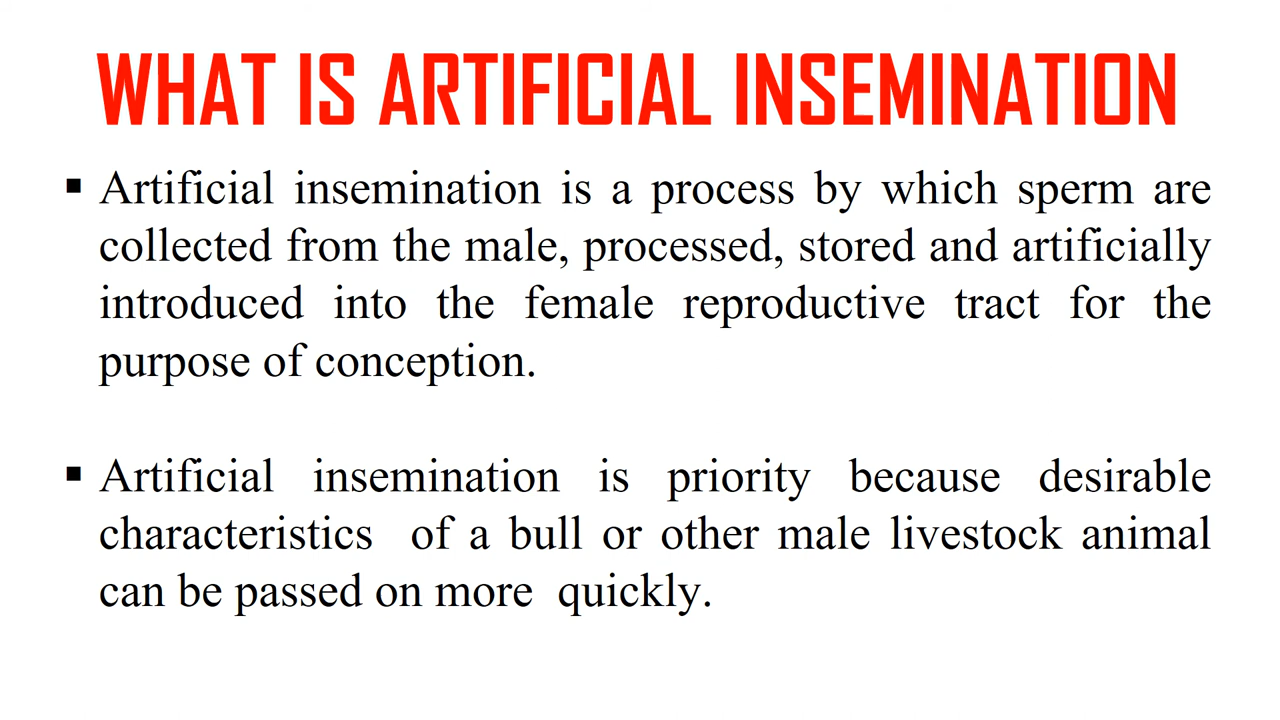 WHAT IS ARTIFICIAL INSEMINATION
▪ Artificial insemination is a process by which sperm are
collected from the male, processed, stored and artificially
introduced into the female reproductive tract for the
purpose of conception.
▪ Artificial insemination is priority because desirable
characteristics of a bull or other male livestock animal
can be passed on more quickly.